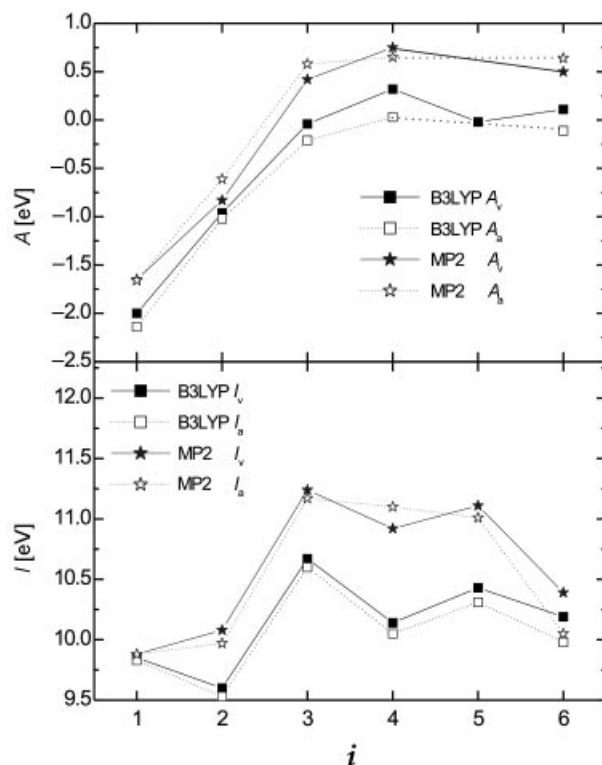 1.0
0.5
0.0
–0.5
–1.0
–1.5
–2.0
–2.5
A [eV]
B3LYP Av
B3LYP Aa
MP2 Av
MP2 Aa
12.0
11.5
11.0
10.5
10.0
9.5
I [eV]
B3LYP Iv
B3LYP Ia
MP2 Iv
MP2 Ia
1 2 3 4 5 6
i